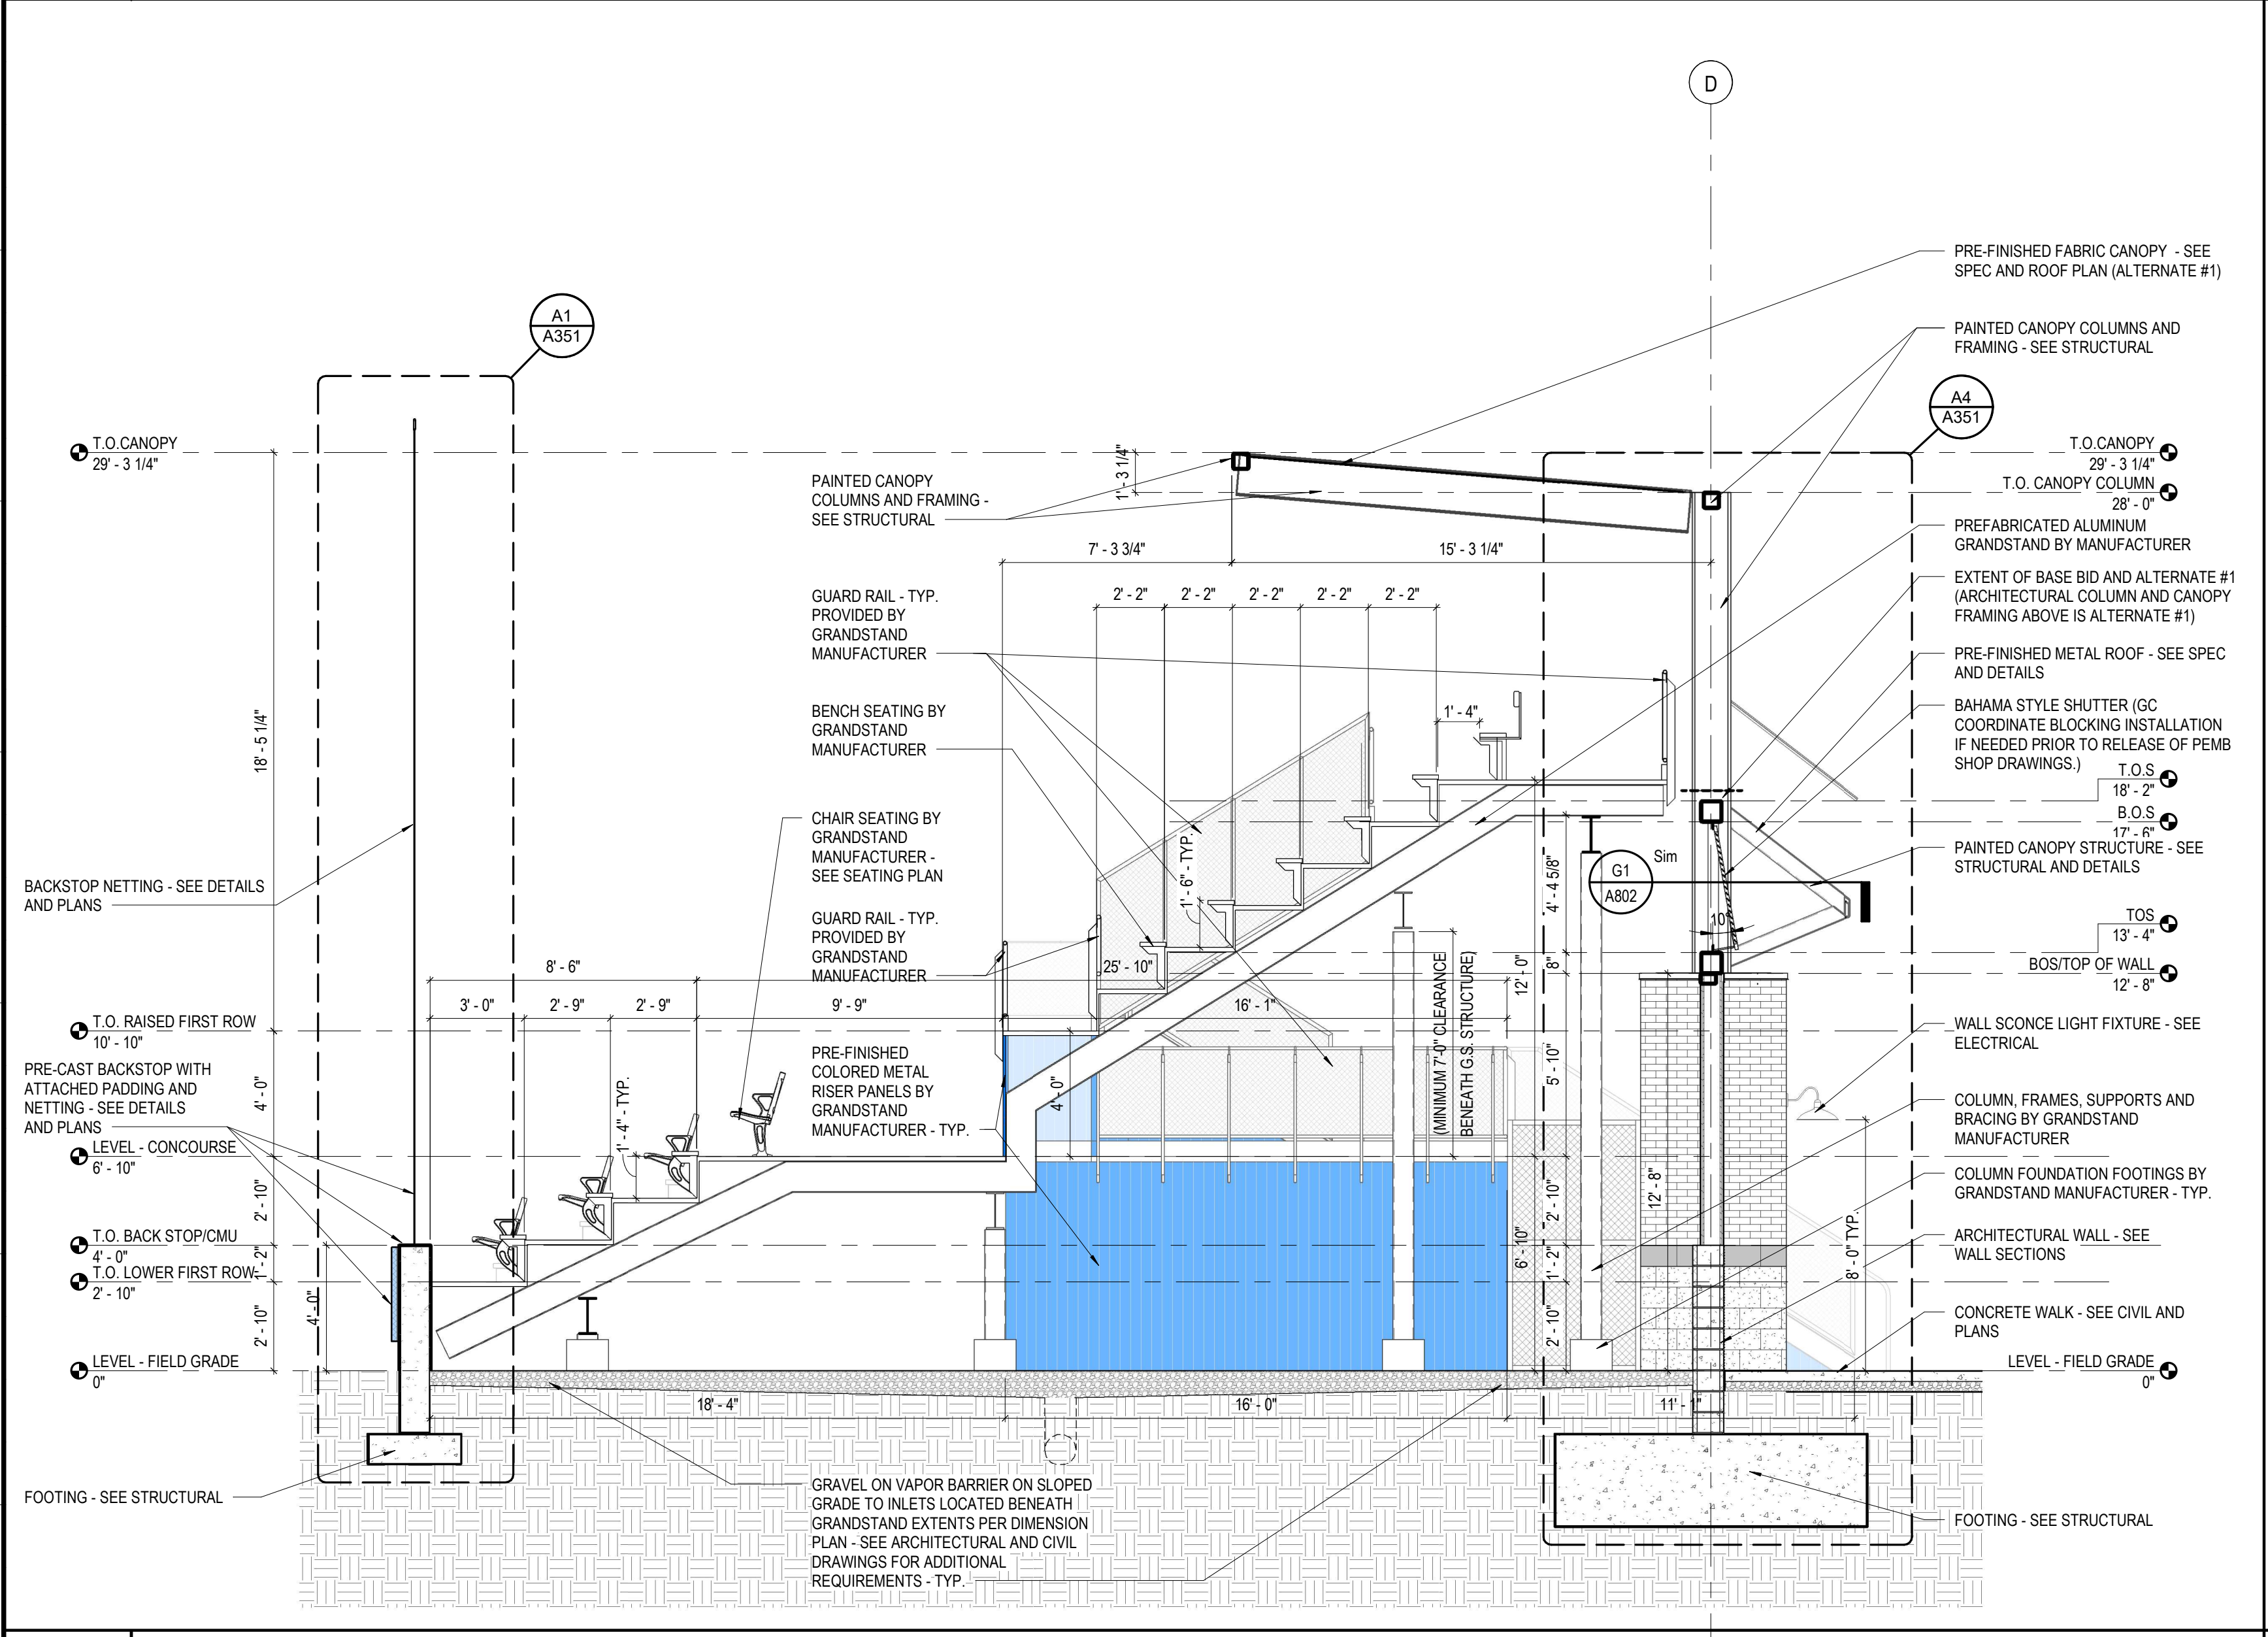 D
PRE-FINISHED FABRIC CANOPY - SEE
SPEC AND ROOF PLAN (ALTERNATE #1)
A1
A351
PAINTED CANOPY COLUMNS AND
FRAMING - SEE STRUCTURAL
A4
A351
T.O.CANOPY
29' - 3 1/4"
T.O.CANOPY
29' - 3 1/4"
T.O. CANOPY COLUMN
28' - 0"
1' - 3 1/4"
PAINTED CANOPY
COLUMNS AND FRAMING -
SEE STRUCTURAL
PREFABRICATED ALUMINUM
GRANDSTAND BY MANUFACTURER
7' - 3 3/4"
15' - 3 1/4"
EXTENT OF BASE BID AND ALTERNATE #1
(ARCHITECTURAL COLUMN AND CANOPY
FRAMING ABOVE IS ALTERNATE #1)
GUARD RAIL - TYP.
PROVIDED BY
GRANDSTAND
MANUFACTURER
2' - 2"
2' - 2"
2' - 2"
2' - 2"
2' - 2"
PRE-FINISHED METAL ROOF - SEE SPEC
AND DETAILS
BENCH SEATING BY
GRANDSTAND
MANUFACTURER
1' - 4"
18' - 5 1/4"
BAHAMA STYLE SHUTTER (GC
COORDINATE BLOCKING INSTALLATION
IF NEEDED PRIOR TO RELEASE OF PEMB
SHOP DRAWINGS.)
T.O.S
18' - 2"
B.O.S
17' - 6"
CHAIR SEATING BY
GRANDSTAND
MANUFACTURER -
SEE SEATING PLAN
1' - 6" - TYP.
4' - 4 5/8"
Sim
G1
A802
PAINTED CANOPY STRUCTURE - SEE
STRUCTURAL AND DETAILS
BACKSTOP NETTING - SEE DETAILS
AND PLANS
GUARD RAIL - TYP.
PROVIDED BY
GRANDSTAND
MANUFACTURER
10°
TOS
13' - 4"
BOS/TOP OF WALL
12' - 8"
8' - 6"
25' - 10"
8"
12' - 0"
3' - 0"
2' - 9"
2' - 9"
9' - 9"
16' - 1"
(MINIMUM 7'-0" CLEARANCE
BENEATH G.S. STRUCTURE)
T.O. RAISED FIRST ROW
10' - 10"
WALL SCONCE LIGHT FIXTURE - SEE
ELECTRICAL
PRE-CAST BACKSTOP WITH
ATTACHED PADDING AND
NETTING - SEE DETAILS
AND PLANS
4' - 0"
1' - 4" - TYP.
PRE-FINISHED
COLORED METAL
RISER PANELS BY
GRANDSTAND
MANUFACTURER - TYP.
4' - 0"
5' - 10"
COLUMN, FRAMES, SUPPORTS AND
BRACING BY GRANDSTAND
MANUFACTURER
LEVEL - CONCOURSE
6' - 10"
COLUMN FOUNDATION FOOTINGS BY
GRANDSTAND MANUFACTURER - TYP.
2' - 10"
2' - 10"
12' - 8"
T.O. BACK STOP/CMU
4' - 0"
1' - 2"
6' - 10"
1' - 2"
8' - 0" TYP.
ARCHITECTURAL WALL - SEE
WALL SECTIONS
T.O. LOWER FIRST ROW
2' - 10"
4' - 0"
2' - 10"
2' - 10"
CONCRETE WALK - SEE CIVIL AND
PLANS
LEVEL - FIELD GRADE
0"
LEVEL - FIELD GRADE
0"
18' - 4"
16' - 0"
11' - 1"
GRAVEL ON VAPOR BARRIER ON SLOPED
GRADE TO INLETS LOCATED BENEATH
GRANDSTAND EXTENTS PER DIMENSION
PLAN - SEE ARCHITECTURAL AND CIVIL
DRAWINGS FOR ADDITIONAL
REQUIREMENTS - TYP.
FOOTING - SEE STRUCTURAL
FOOTING - SEE STRUCTURAL